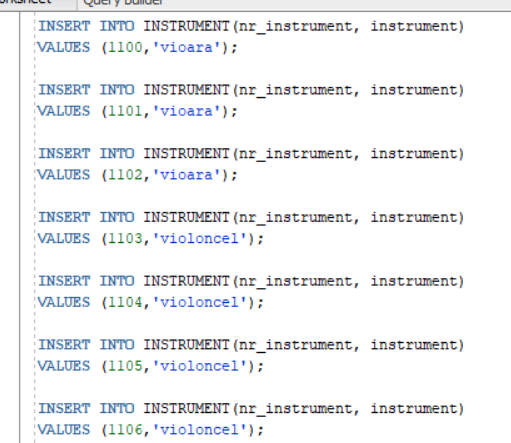 Query Builder
INSERT INTO INSTRUMENT(nr_instrument, instrument)
VALUES (1100,'vioara');
INSERT INTO INSTRUMENT(nr_instrument, instrument)
VALUES (1101,'vioara');
INSERT INTO INSTRUMENT(nr_instrument, instrument)
VALUES (1102,'vioara');
INSERT INTO INSTRUMENT(nr_instrument, instrument)
VALUES (1103,'violoncel');
INSERT INTO INSTRUMENT(nr_instrument, instrument)
VALUES (1104,'violoncel');
INSERT INTO INSTRUMENT(nr_instrument, instrument)
VALUES (1105,'violoncel');
INSERT INTO INSTRUMENT(nr_instrument, instrument)
VALUES (1106,'violoncel');